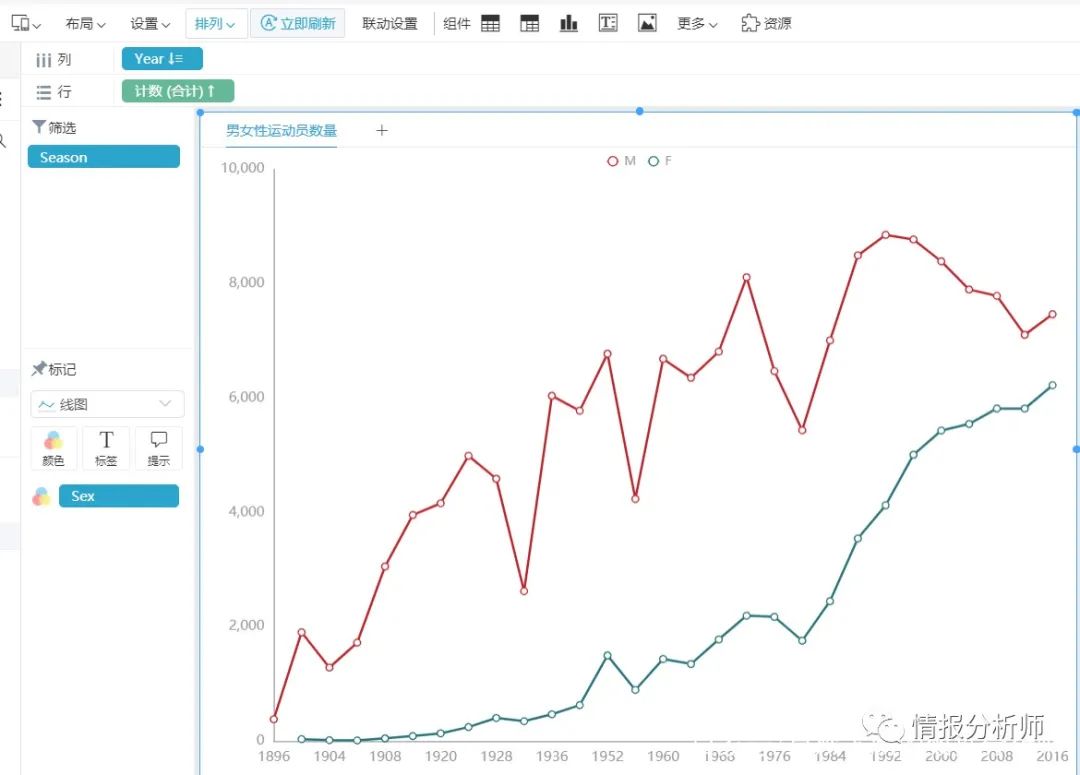 布局 设置 排列 立即刷新 联动设置 组件 更多 资源
列 Year
行 计数 (合计)
筛选
Season
男女性运动员数量 +
M F
10,000
8,000
6,000
4,000
2,000
0
1896 1904 1908 1920 1928 1936 1952 1960 1968 1976 1984 1992 2000 2008 2016
标记
线图
颜色 标签 提示
Sex
情报分析师